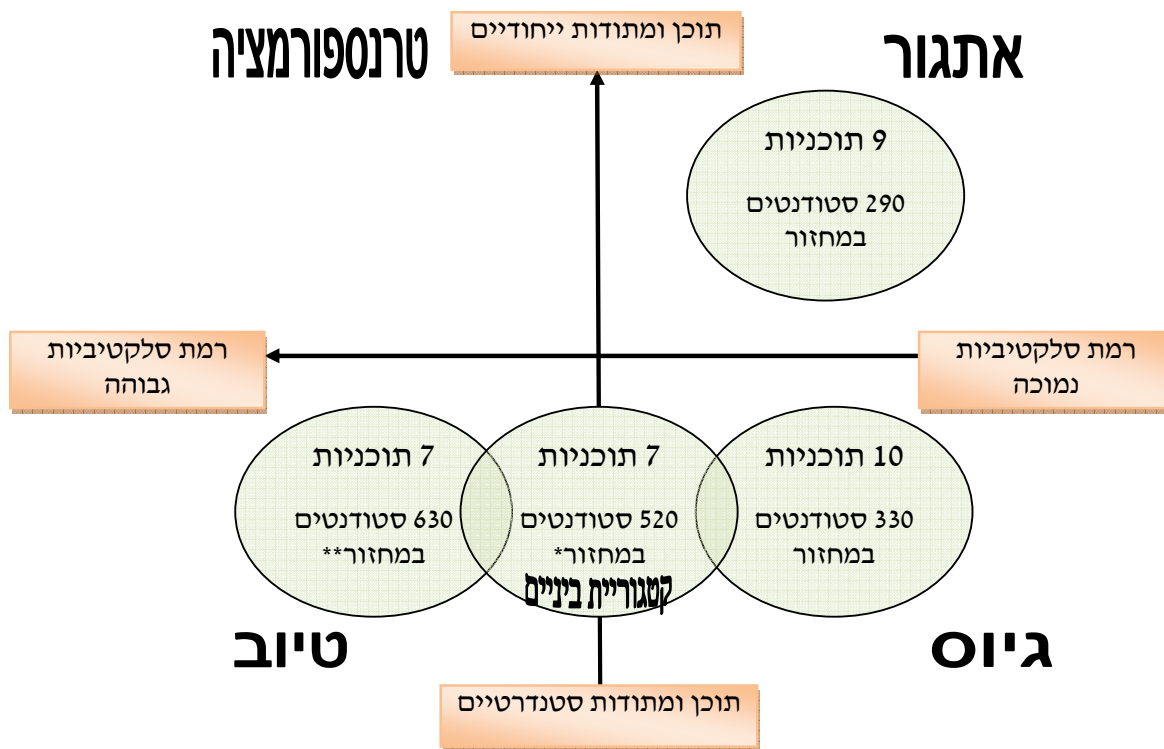 תוכן ומתודות ייחודיים
אתגור
טרנספורמציה
9 תוכניות
290 סטודנטים
במחזור
רמת סלקטיביות
נמוכה
רמת סלקטיביות
גבוהה
10 תוכניות
330 סטודנטים
במחזור
7 תוכניות
520 סטודנטים
במחזור*
קטגוריית ביניים
7 תוכניות
630 סטודנטים
במחזור**
גיוס
טיוב
תוכן ומתודות סטנדרטיים